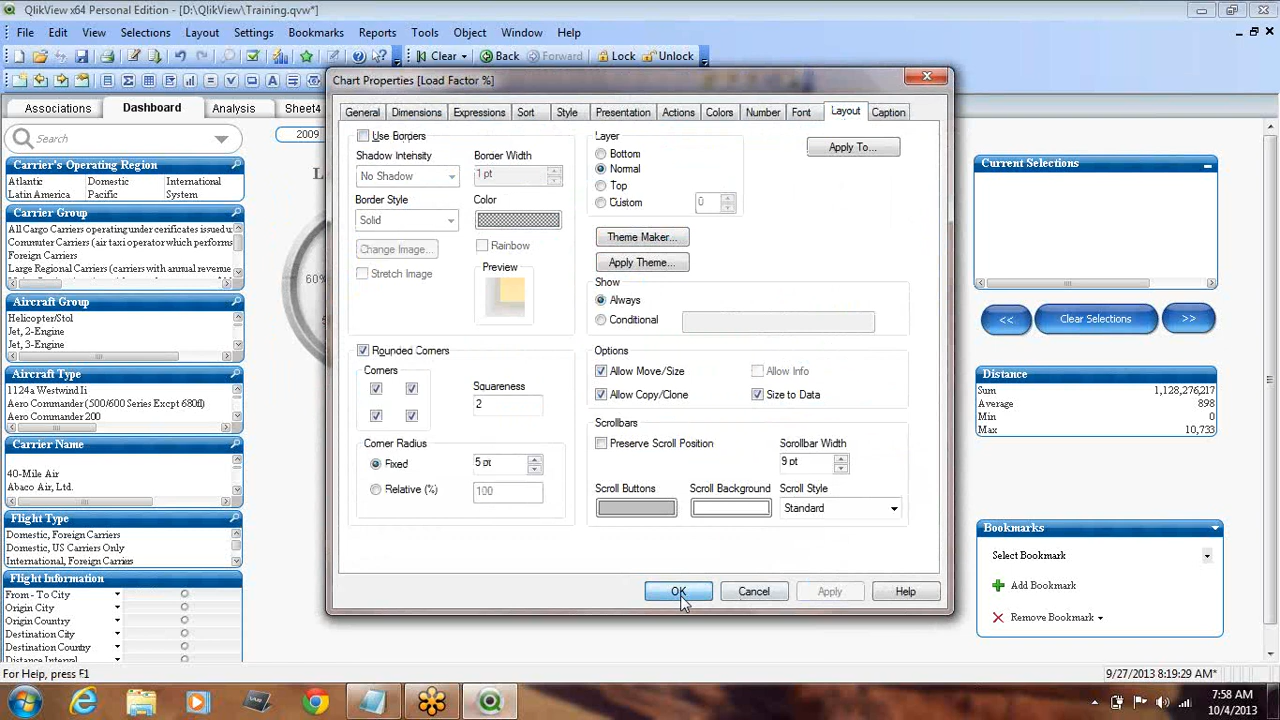 QlikView x64 Personal Edition - [D:\QlikView\Training.qvw*]
File Edit View Selections Layout Settings Bookmarks Reports Tools Object Window Help
Clear Back Forward Lock Unlock
Associations Dashboard Analysis Sheet4
Search
2009
Carrier's Operating Region
Atlantic Domestic International
Latin America Pacific System
Carrier Group
All Cargo Carriers operating under cerificates issued
Commuter Carriers (air taxi operator which performs
Foreign Carriers
Large Regional Carriers (carriers with annual revenue
Aircraft Group
Helicopter/Stol
Jet, 2-Engine
Jet, 3-Engine
Aircraft Type
1124a Westwind Ii
Aero Commander (500/600 Series Excpt 680fl)
Aero Commander 200
Carrier Name
40-Mile Air
Abaco Air, Ltd.
Flight Type
Domestic, Foreign Carriers
Domestic, US Carriers Only
International, Foreign Carriers
Flight Information
From - To City
Origin City
Origin Country
Destination City
Destination Country
Distance Interval
60%
Chart Properties [Load Factor %]
General Dimensions Expressions Sort Style Presentation Actions Colors Number Font Layout Caption
Use Borders
Shadow Intensity Border Width
No Shadow 1 pt
Border Style Color
Solid
Change Image...
Rainbow
Stretch Image
Preview
Rounded Corners
Corners
Squareness
2
Corner Radius
Fixed 5 pt
Relative (%) 100
Layer
Bottom
Normal
Top
Custom 0
Apply To...
Theme Maker...
Apply Theme...
Show
Always
Conditional
Options
Allow Move/Size Allow Info
Allow Copy/Clone Size to Data
Scrollbars
Preserve Scroll Position Scrollbar Width
9 pt
Scroll Buttons Scroll Background Scroll Style
Standard
OK Cancel Apply Help
Current Selections
<< Clear Selections >>
Distance
Sum 1,128,276,217
Average 898
Min 0
Max 10,733
Bookmarks
Select Bookmark
Add Bookmark
Remove Bookmark
For Help, press F1
9/27/2013 8:19:29 AM*
7:58 AM
10/4/2013